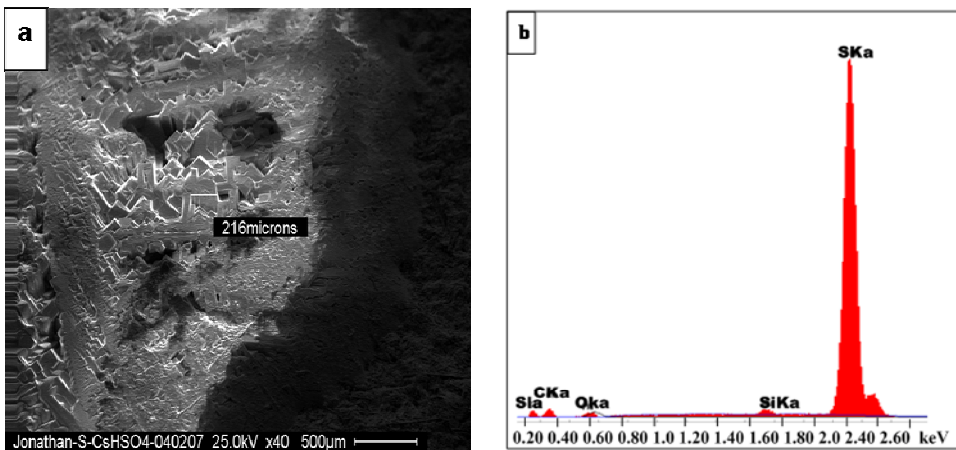 a
216microns
Jonathan-S-CsHSO4-040207 25.0kV x40 500µm
b
SKa
Sla CKa Oka SiKa
0.20 0.40 0.60 0.80 1.0 1.20 1.40 1.60 1.80 2.0 2.20 2.40 2.60 keV